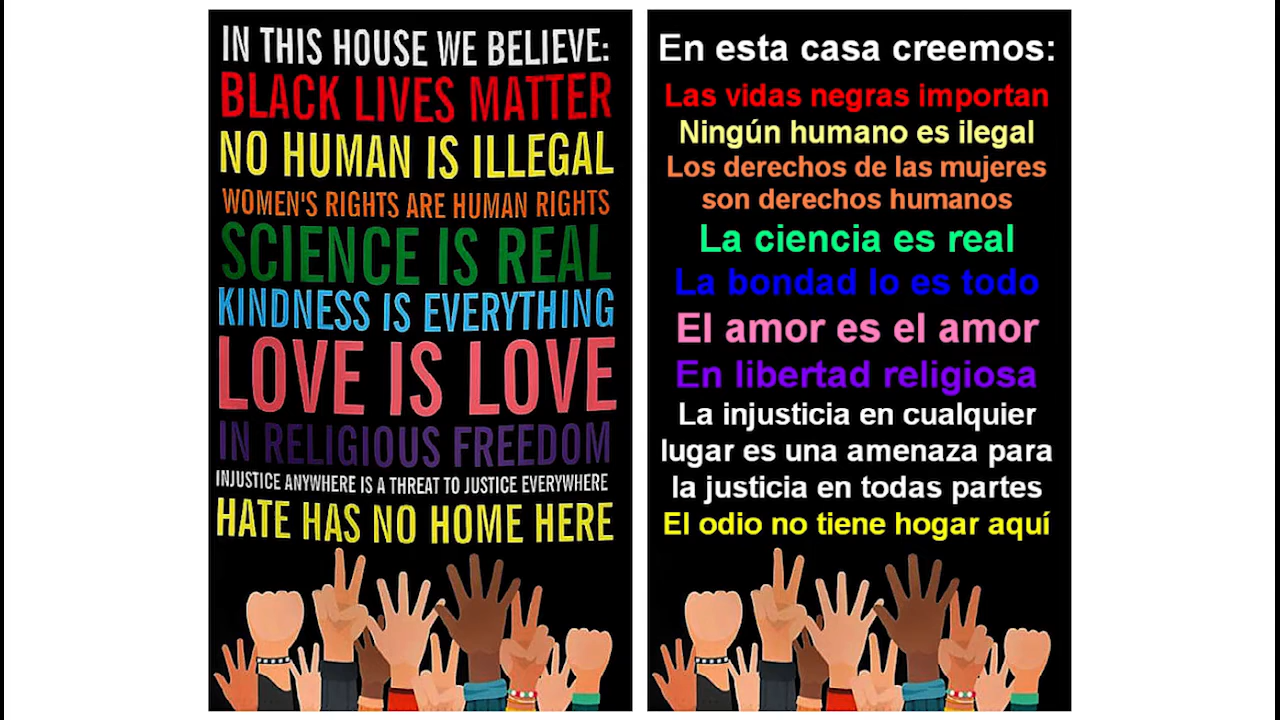 IN THIS HOUSE WE BELIEVE:
BLACK LIVES MATTER
NO HUMAN IS ILLEGAL
WOMEN'S RIGHTS ARE HUMAN RIGHTS
SCIENCE IS REAL
KINDNESS IS EVERYTHING
LOVE IS LOVE
IN RELIGIOUS FREEDOM
INJUSTICE ANYWHERE IS A THREAT TO JUSTICE EVERYWHERE
HATE HAS NO HOME HERE
En esta casa creemos:
Las vidas negras importan
Ningún humano es ilegal
Los derechos de las mujeres
son derechos humanos
La ciencia es real
La bondad lo es todo
El amor es el amor
En libertad religiosa
La injusticia en cualquier
lugar es una amenaza para
la justicia en todas partes
El odio no tiene hogar aquí